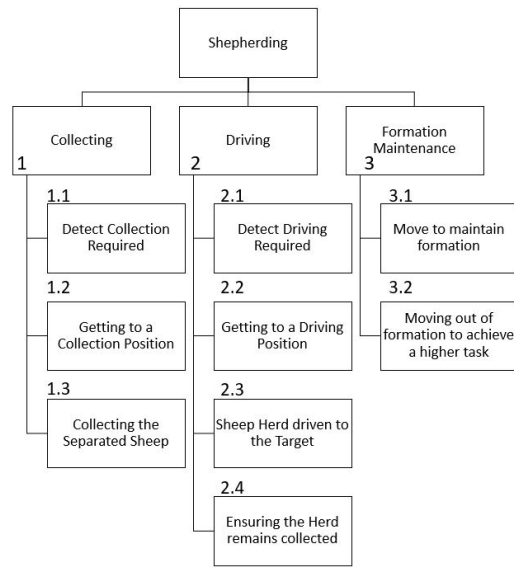 Shepherding
Collecting
1
Driving
2
Formation
Maintenance
3
1.1
Detect Collection
Required
1.2
Getting to a
Collection Position
1.3
Collecting the
Separated Sheep
2.1
Detect Driving
Required
2.2
Getting to a Driving
Position
2.3
Sheep Herd driven to
the Target
2.4
Ensuring the Herd
remains collected
3.1
Move to maintain
formation
3.2
Moving out of
formation to achieve
a higher task